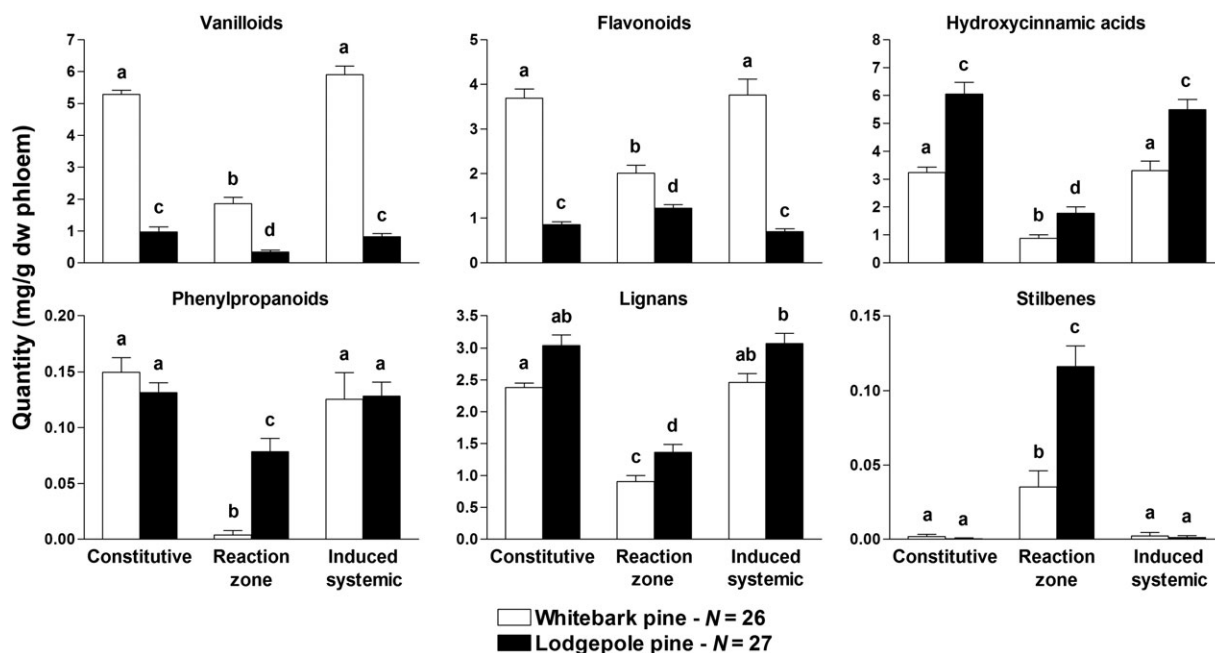 Vanilloids
Flavonoids
Hydroxycinnamic acids
Quantity (mg/g dw phloem)
7
6
5
4
3
2
1
0
a
c
b
d
a
c
5
4
3
2
1
0
a
c
b
d
a
c
8
7
6
5
4
3
2
1
0
a
c
b
d
a
c
Phenylpropanoids
Lignans
Stilbenes
0.20
0.15
0.10
0.05
0.00
a
a
b
c
a
a
3.5
3.0
2.5
2.0
1.5
1.0
0.5
0.0
a
ab
c
d
ab
b
0.15
0.10
0.05
0.00
a
a
b
c
a
a
Constitutive
Reaction
zone
Induced
systemic
Constitutive
Reaction
zone
Induced
systemic
Constitutive
Reaction
zone
Induced
systemic
Whitebark pine - N = 26
Lodgepole pine - N = 27